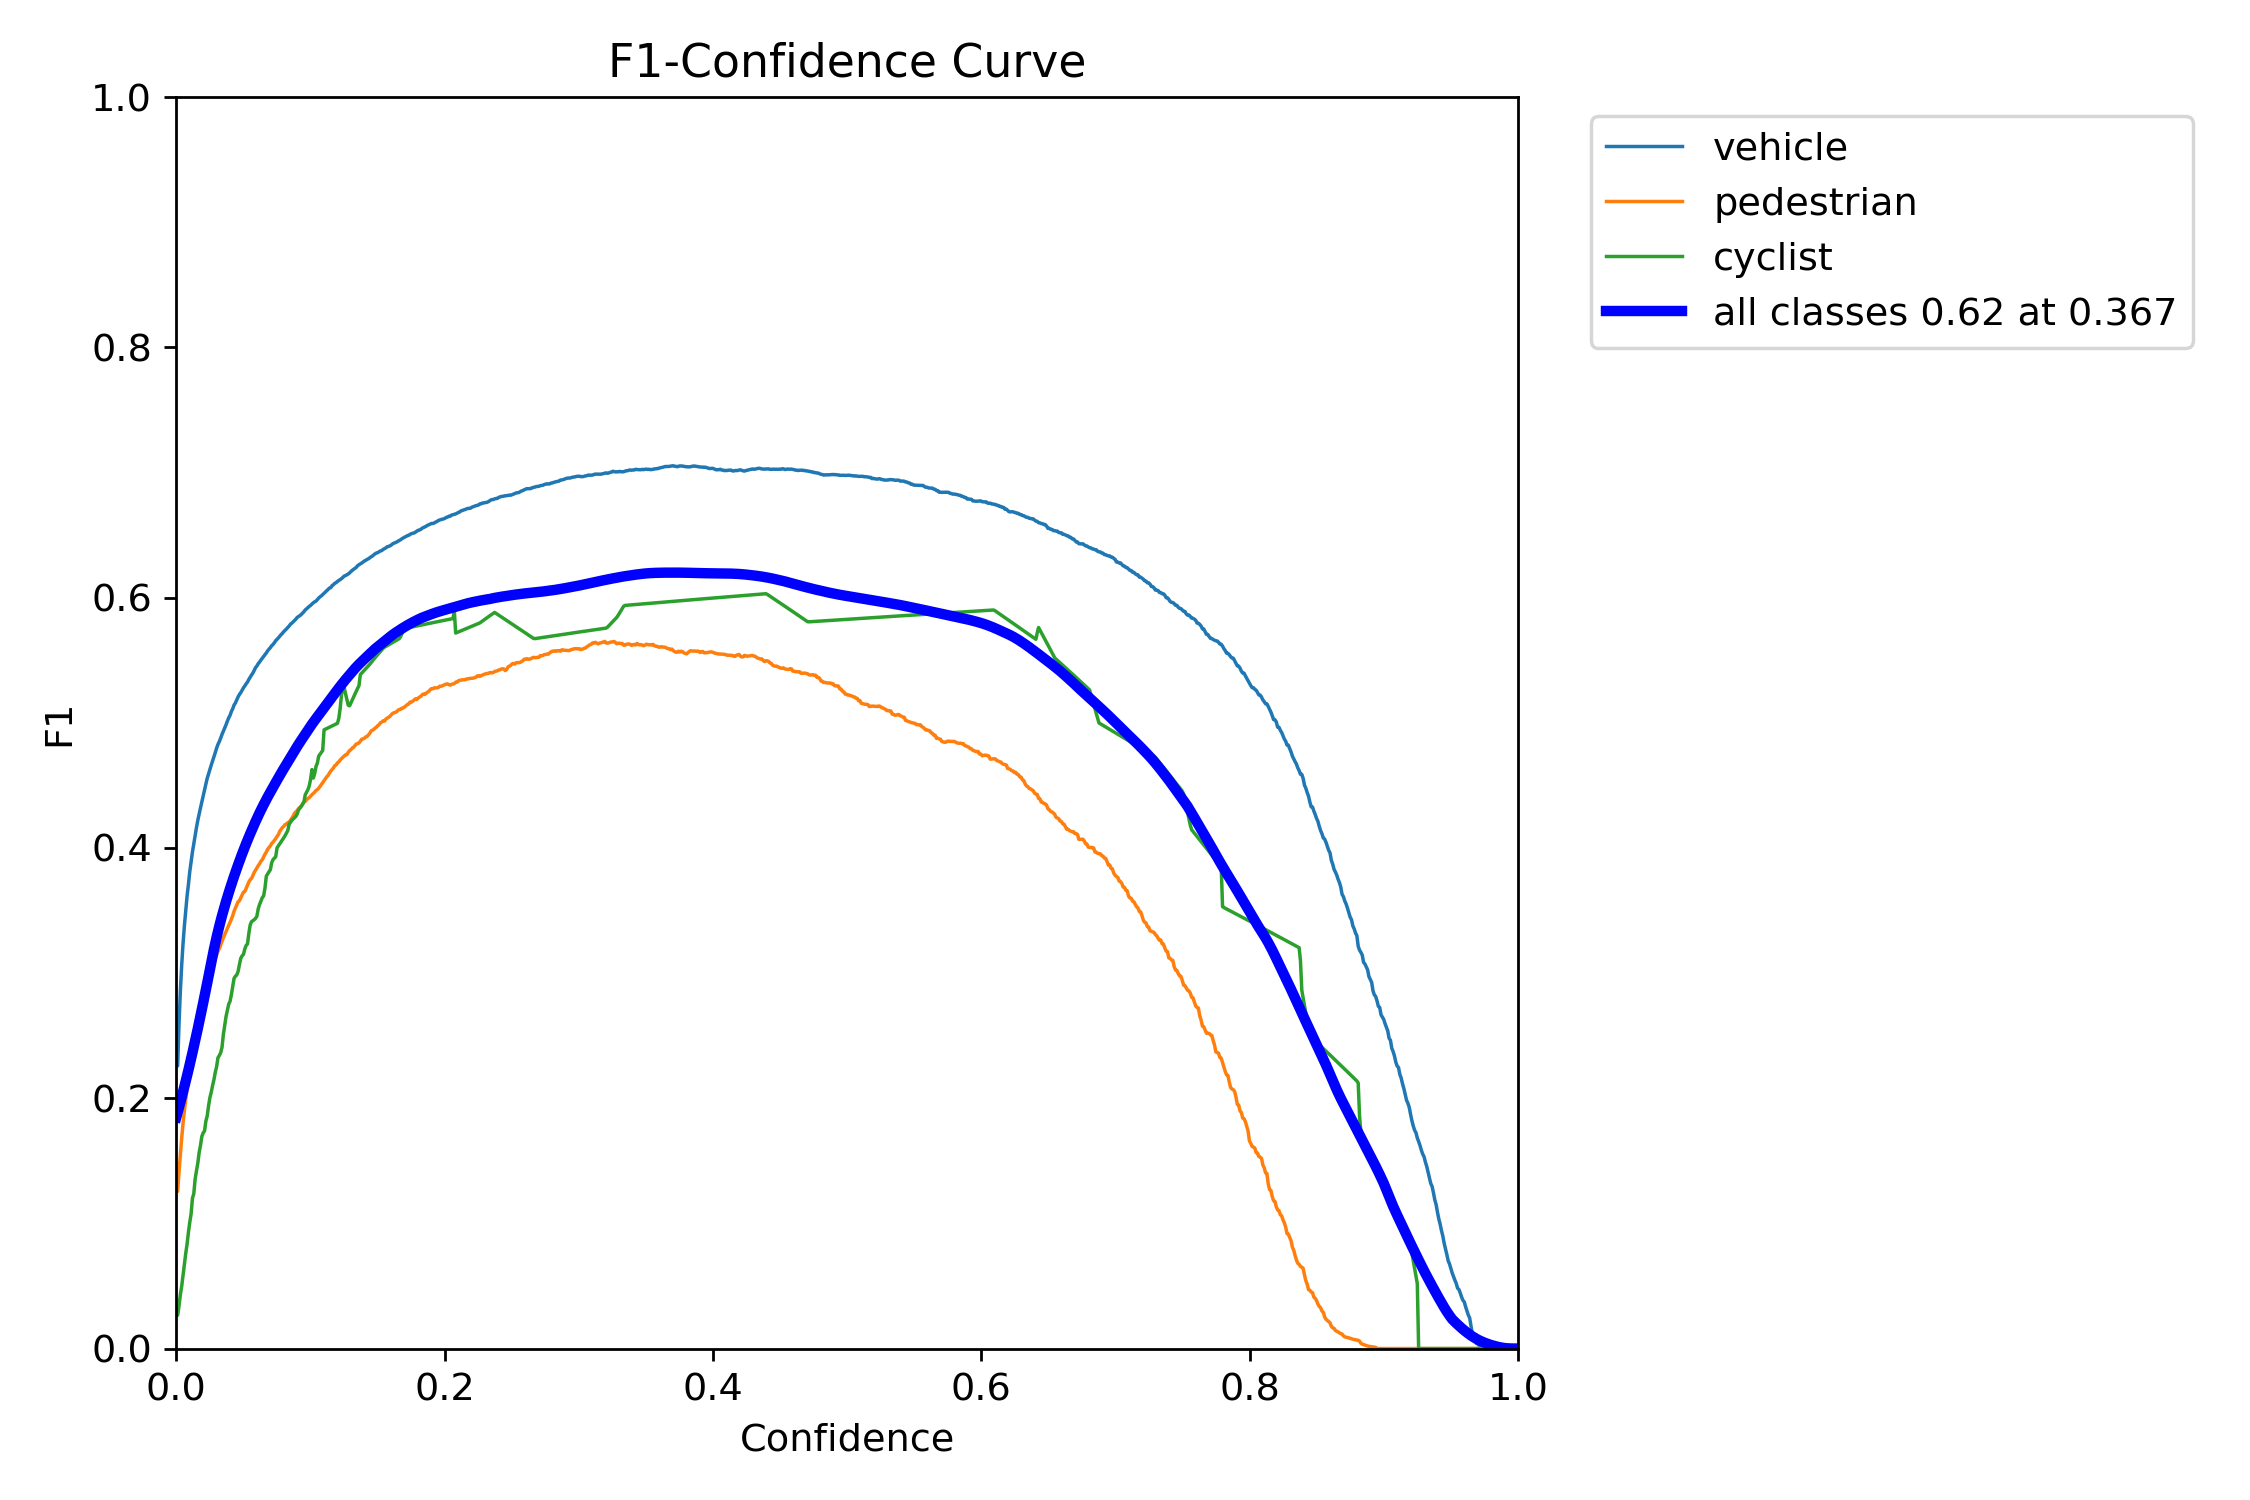 F1-Confidence Curve
1.0
0.8
0.6
0.4
0.2
0.0
F1
0.0 0.2 0.4 0.6 0.8 1.0
Confidence
vehicle
pedestrian
cyclist
all classes 0.62 at 0.367